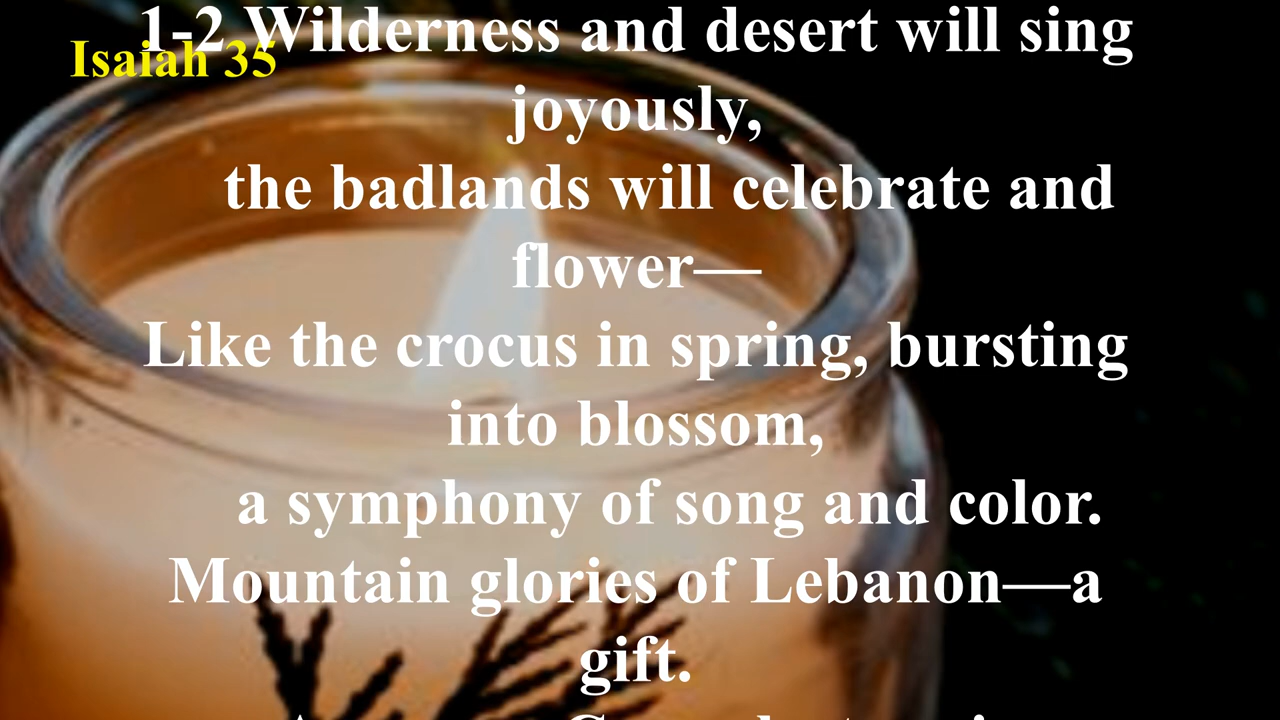 1-2 Wilderness and desert will sing
Isaiah 35
joyously,
the badlands will celebrate and
flower—
Like the crocus in spring, bursting
into blossom,
a symphony of song and color.
Mountain glories of Lebanon—a
gift.